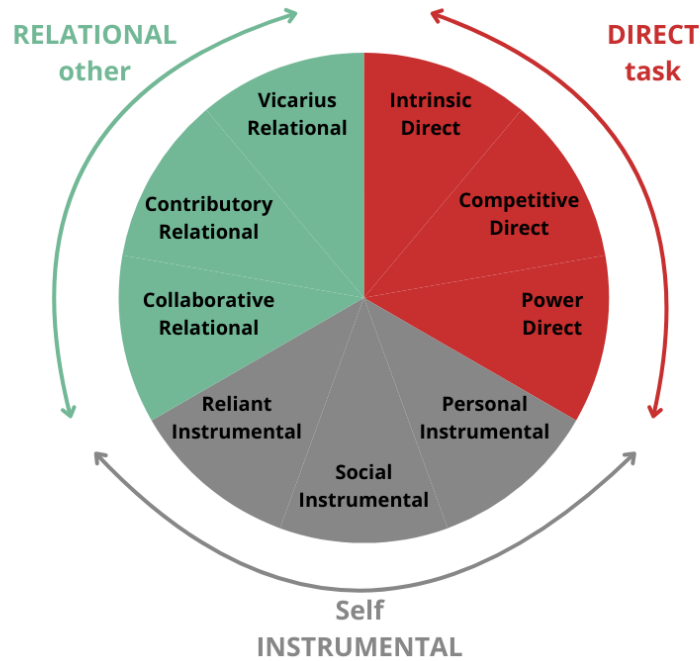 RELATIONAL
other
DIRECT
task
Vicarius
Relational
Intrinsic
Direct
Contributory
Relational
Competitive
Direct
Collaborative
Relational
Power
Direct
Reliant
Instrumental
Personal
Instrumental
Social
Instrumental
Self
INSTRUMENTAL